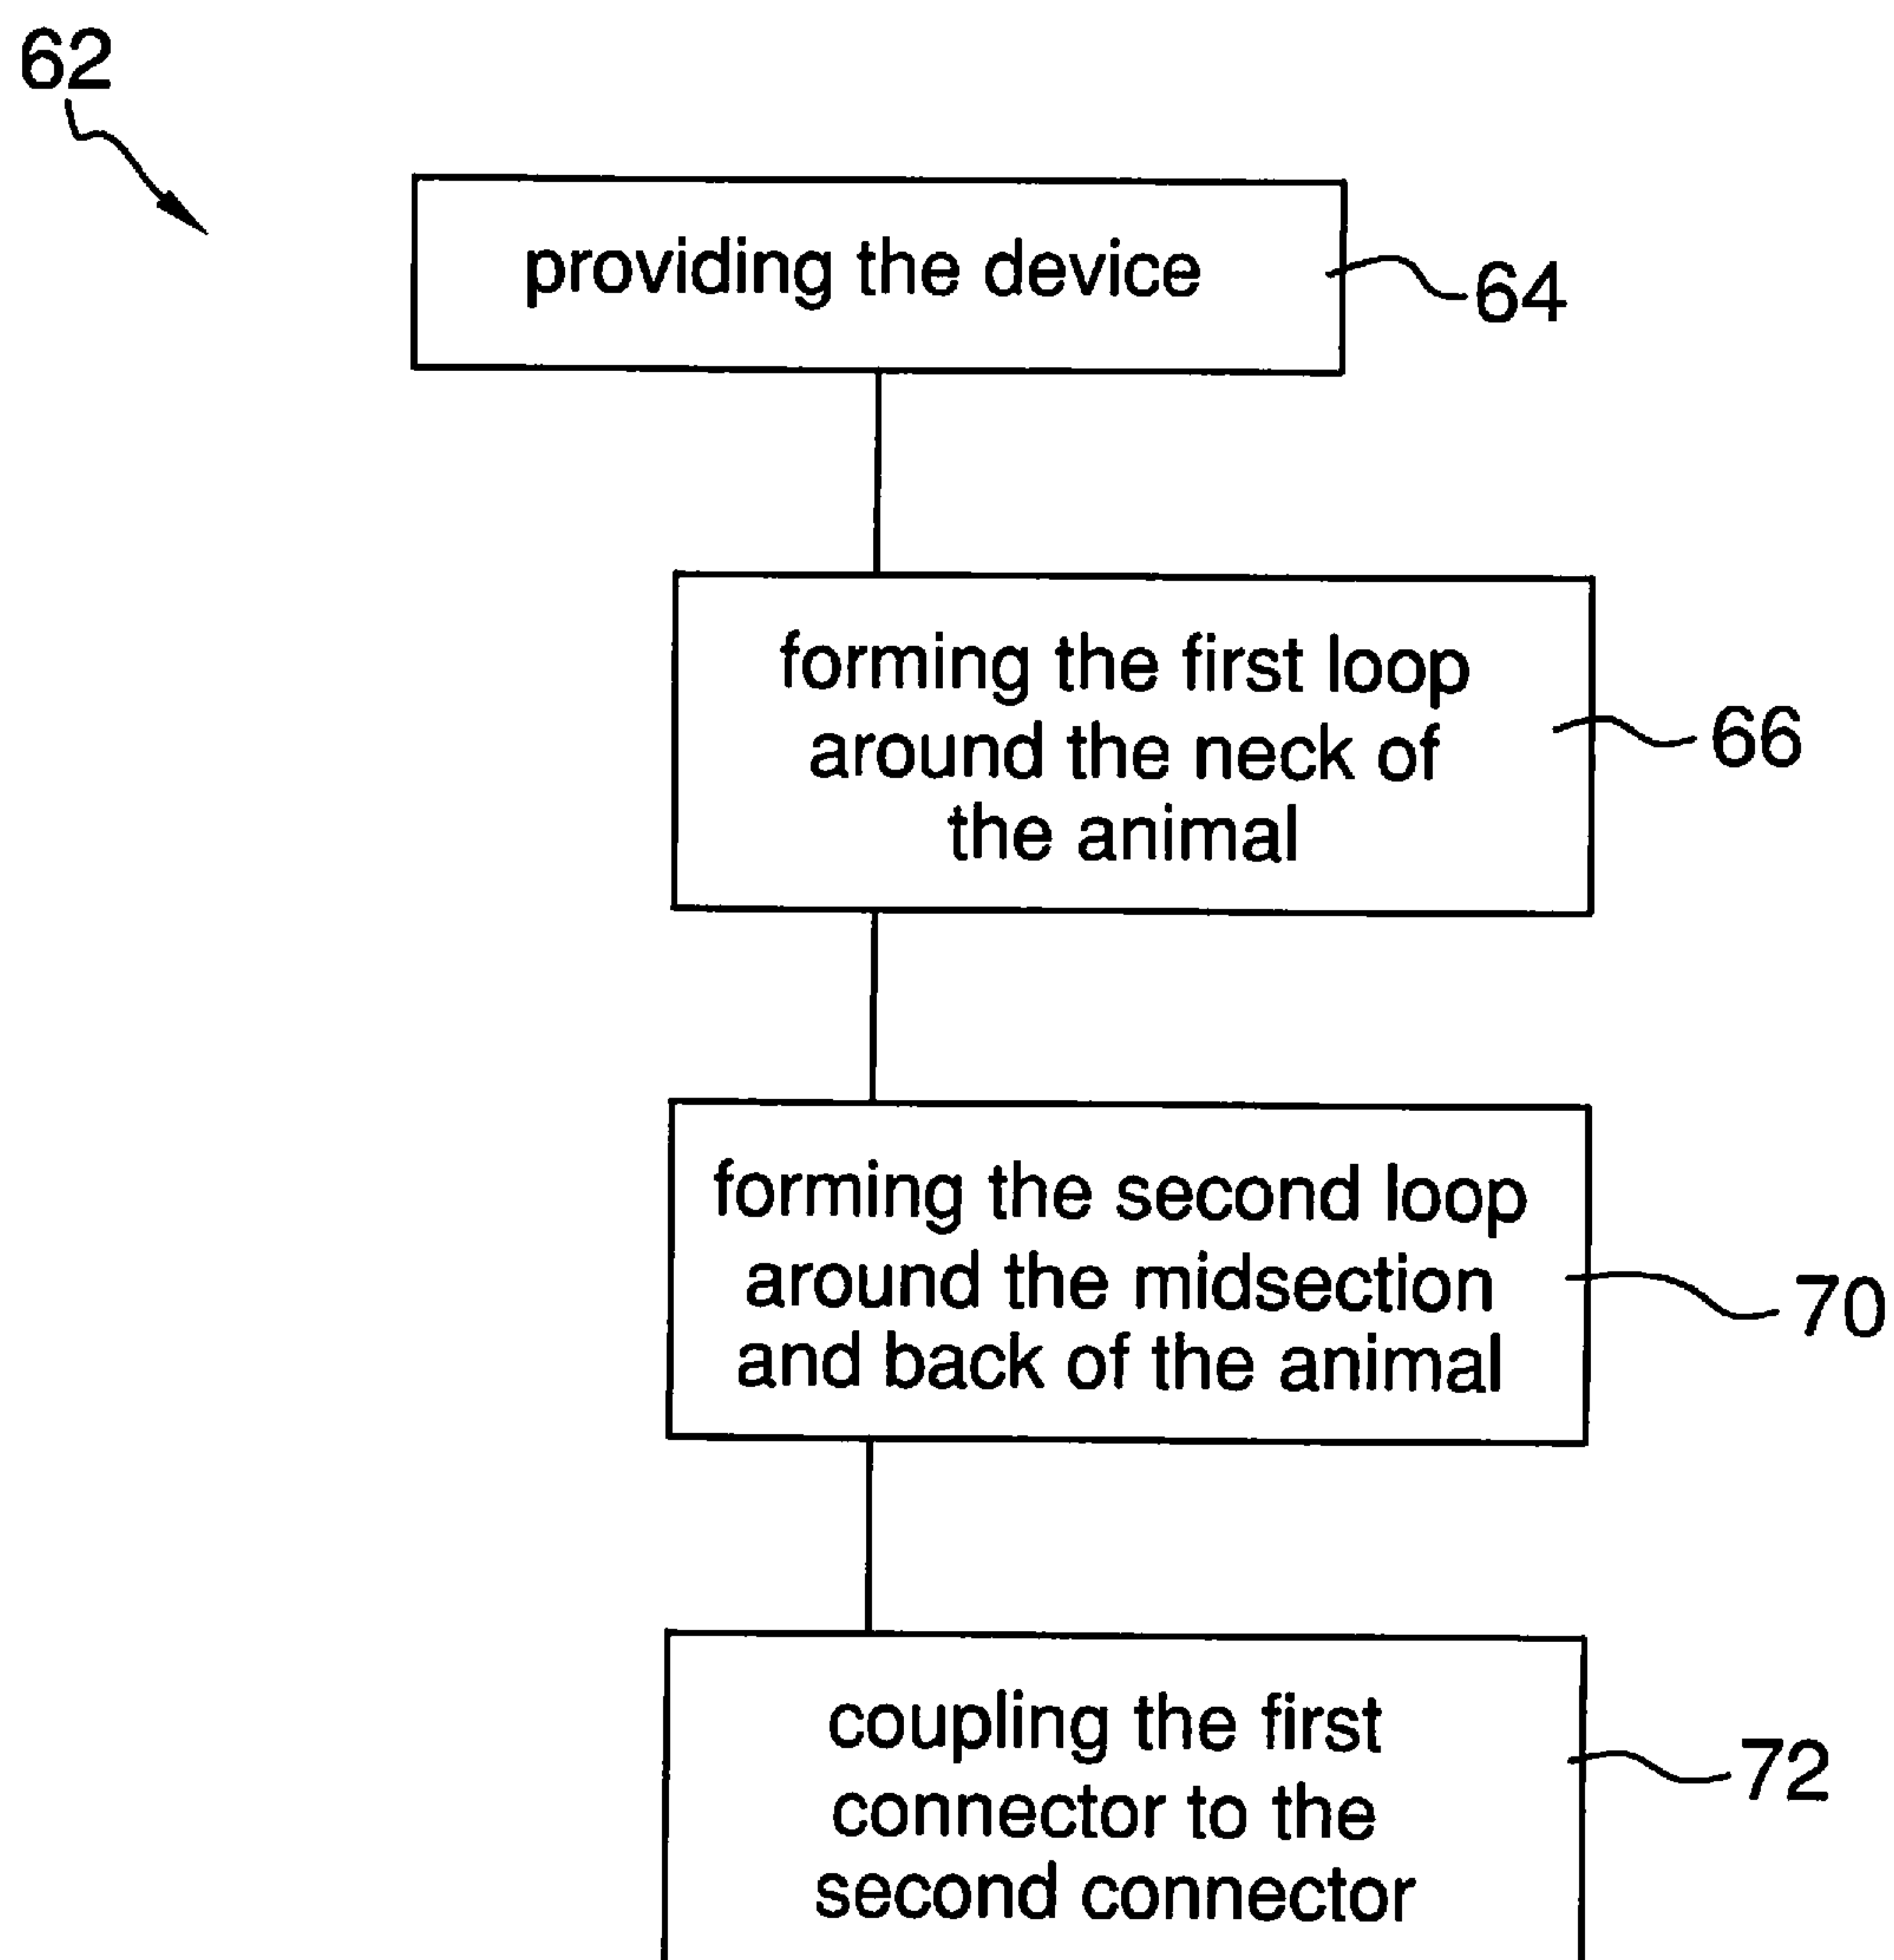 62
providing the device
64
forming the first loop
around the neck of
the animal
66
forming the second loop
around the midsection
and back of the animal
70
coupling the first
connector to the
second connector
72